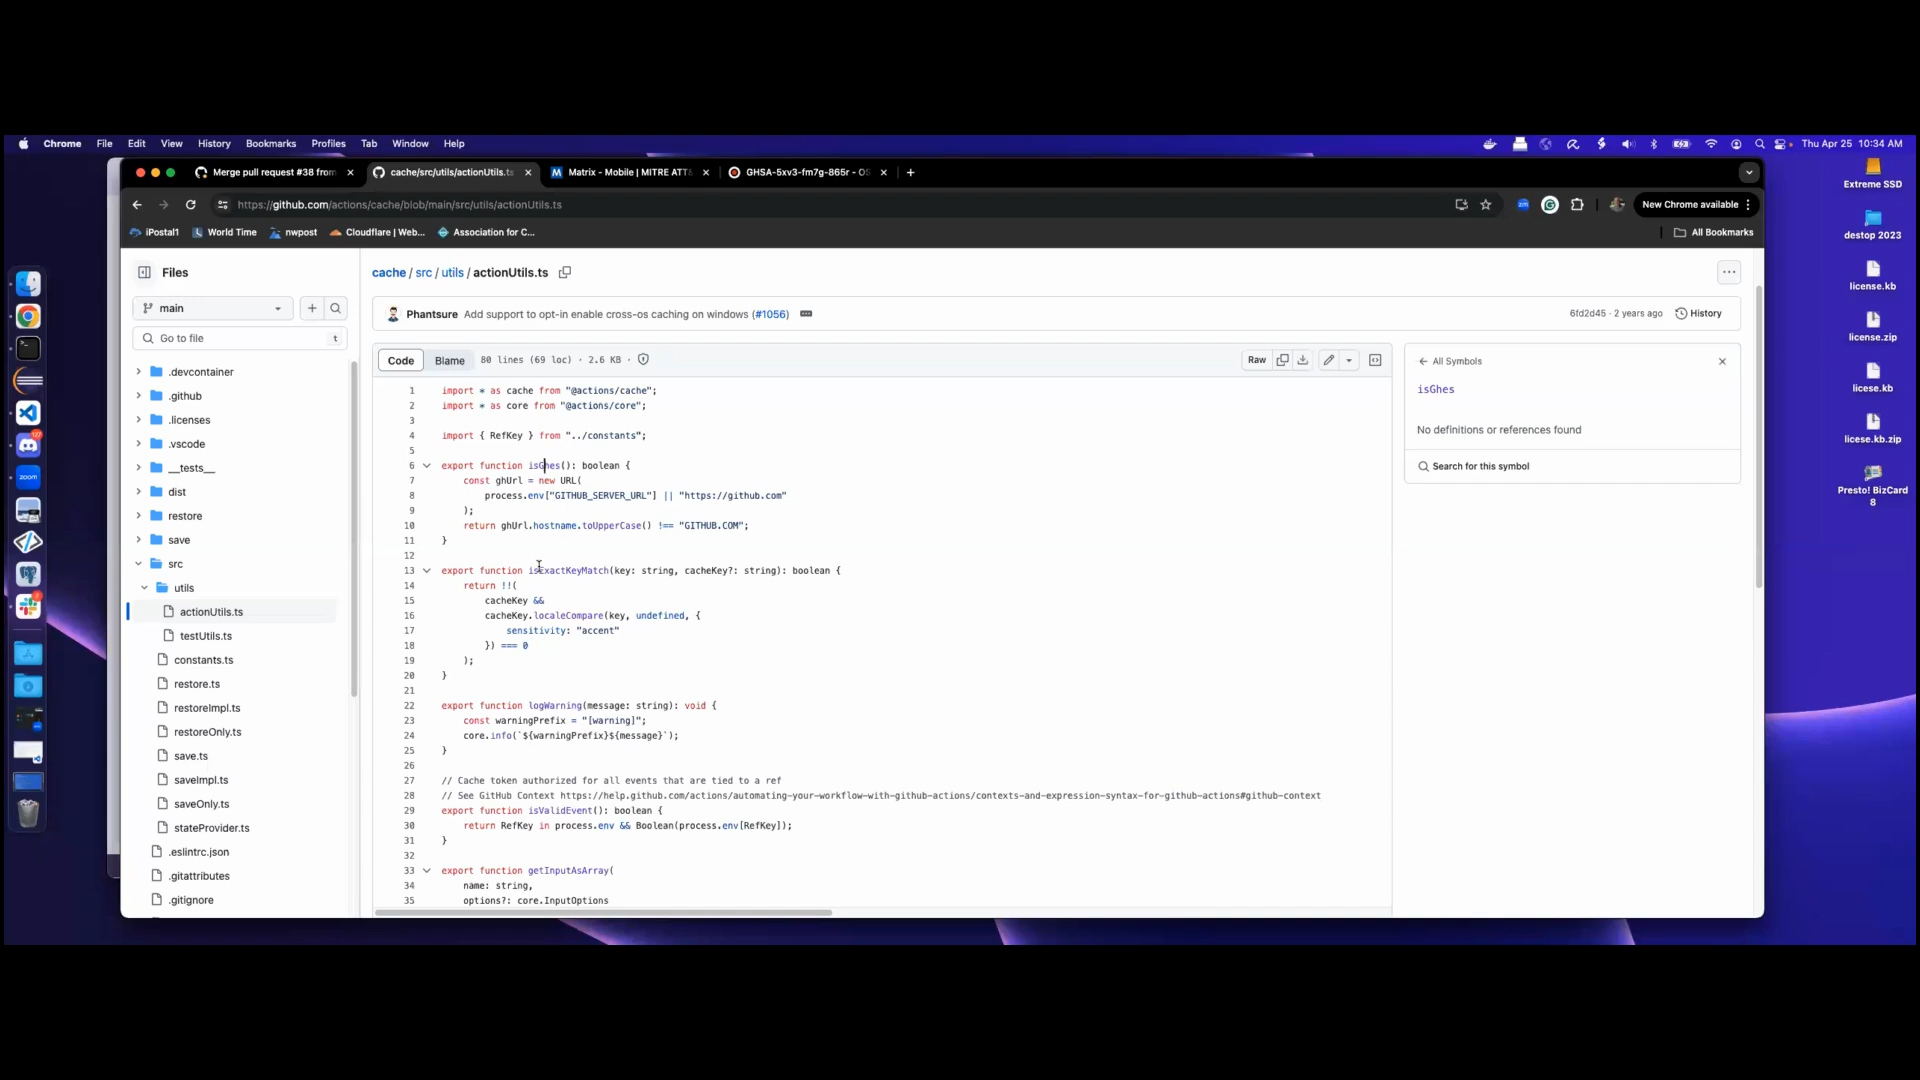 Chrome File Edit View History Bookmarks Profiles Tab Window Help Thu Apr 25 10:34 AM
Merge pull request #38 from
cache/src/utils/actionUtils.ts
Matrix - Mobile | MITRE ATT&
GHSA-5xv3-fm7g-865r - OS
https://github.com/actions/cache/blob/main/src/utils/actionUtils.ts
New Chrome available
iPostal1 World Time nwpost Cloudflare | Web... Association for C... All Bookmarks
Files
main
Go to file t
.devcontainer
.github
.licenses
.vscode
__tests__
dist
restore
save
src
utils
actionUtils.ts
testUtils.ts
constants.ts
restore.ts
restoreImpl.ts
restoreOnly.ts
save.ts
saveImpl.ts
saveOnly.ts
stateProvider.ts
.eslintrc.json
.gitattributes
.gitignore
cache / src / utils / actionUtils.ts
Phantsure Add support to opt-in enable cross-os caching on windows (#1056) 6fd2d45 · 2 years ago History
Code Blame 80 lines (69 loc) · 2.6 KB Raw
1 import * as cache from "@actions/cache";
2 import * as core from "@actions/core";
3
4 import { RefKey } from "../constants";
5
6 export function isGhes(): boolean {
7 const ghUrl = new URL(
8 process.env["GITHUB_SERVER_URL"] || "https://github.com"
9 );
10 return ghUrl.hostname.toUpperCase() !== "GITHUB.COM";
11 }
12
13 export function isExactKeyMatch(key: string, cacheKey?: string): boolean {
14 return !!(
15 cacheKey &&
16 cacheKey.localeCompare(key, undefined, {
17 sensitivity: "accent"
18 }) === 0
19 );
20 }
21
22 export function logWarning(message: string): void {
23 const warningPrefix = "[warning]";
24 core.info(`${warningPrefix}${message}`);
25 }
26
27 // Cache token authorized for all events that are tied to a ref
28 // See GitHub Context https://help.github.com/actions/automating-your-workflow-with-github-actions/contexts-and-expression-syntax-for-github-actions#github-context
29 export function isValidEvent(): boolean {
30 return RefKey in process.env && Boolean(process.env[RefKey]);
31 }
32
33 export function getInputAsArray(
34 name: string,
35 options?: core.InputOptions
All Symbols
isGhes
No definitions or references found
Search for this symbol
Extreme SSD
destop 2023
license.kb
license.zip
licese.kb
licese.kb.zip
Presto! BizCard
8
zoom